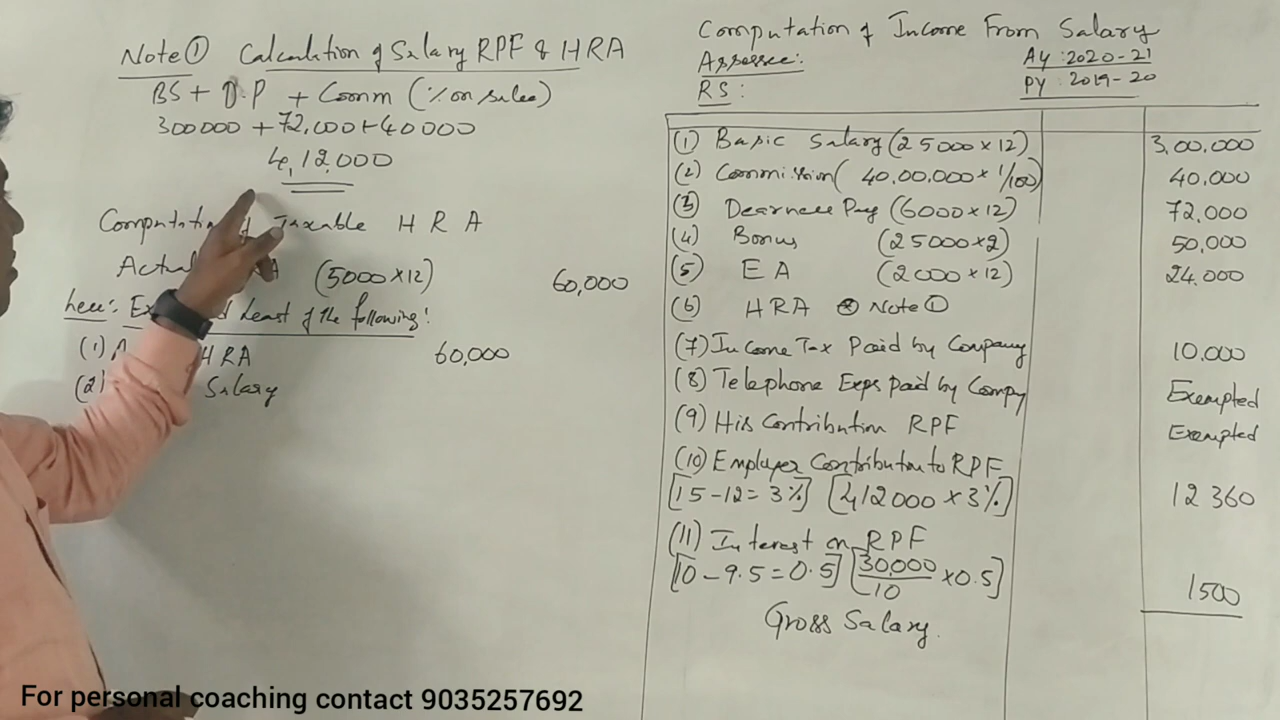 Note ① Calculation of Salary RPF & HRA
BS + D.P + Comm (% on sales)
300000 + 72,000 + 40000
4,12,000
Computation of Taxable H R A
Actual (5000 × 12) 60,000
Less:- least of the following:
(1) HRA 60,000
(2) Salary
Computation of Income From Salary
Assessee:
AY : 2020-21
RS :
PY : 2019-20
(1) Basic Salary (25000 × 12) 3,00,000
(2) Commission ( 40,00,000 × 1/100) 40,000
(3) Dearness Pay (6000 × 12) 72,000
(4) Bonus (25000 × 2) 50,000
(5) E A (2000 × 12) 24,000
(6) HRA Note ①
(7) Income Tax Paid by Company 10,000
(8) Telephone Exps paid by Compy Exempted
(9) His Contribution RPF Exempted
(10) Employer Contribution to RPF
[15 - 12 = 3%] [412000 × 3%] 12360
(11) Interest on RPF
[10 - 9.5 = 0.5] [30,000/10 × 0.5] 1500
Gross Salary.
For personal coaching contact 9035257692